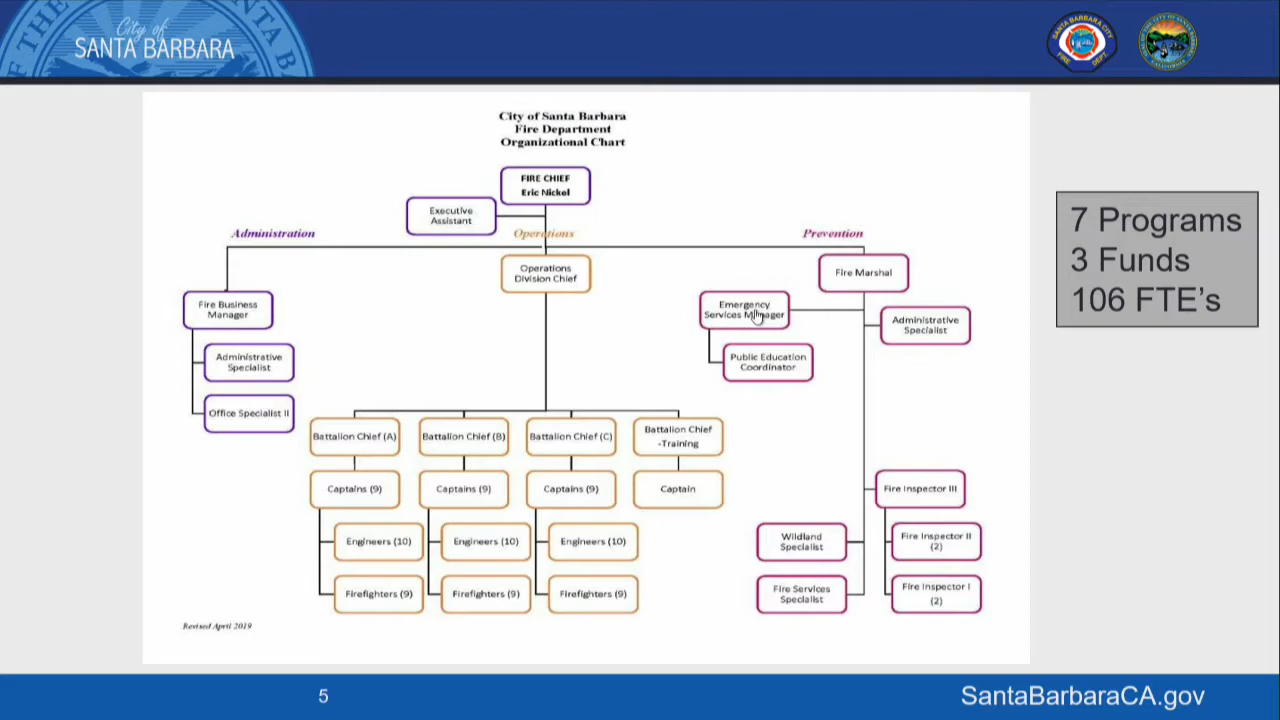 City of
SANTA BARBARA
City of Santa Barbara
Fire Department
Organizational Chart
FIRE CHIEF
Eric Nickel
Executive
Assistant
Administration
Operations
Prevention
Operations
Division Chief
Fire Marshal
Fire Business
Manager
Emergency
Services Manager
Administrative
Specialist
Administrative
Specialist
Public Education
Coordinator
Office Specialist II
Battalion Chief (A)
Battalion Chief (B)
Battalion Chief (C)
Battalion Chief
-Training
Captains (9)
Captains (9)
Captains (9)
Captain
Fire Inspector III
Engineers (10)
Engineers (10)
Engineers (10)
Wildland
Specialist
Fire Inspector II
(2)
Firefighters (9)
Firefighters (9)
Firefighters (9)
Fire Services
Specialist
Fire Inspector I
(2)
Revised April 2019
7 Programs
3 Funds
106 FTE's
5
SantaBarbaraCA.gov
SANTA BARBARA CITY
FIRE
DEPT.